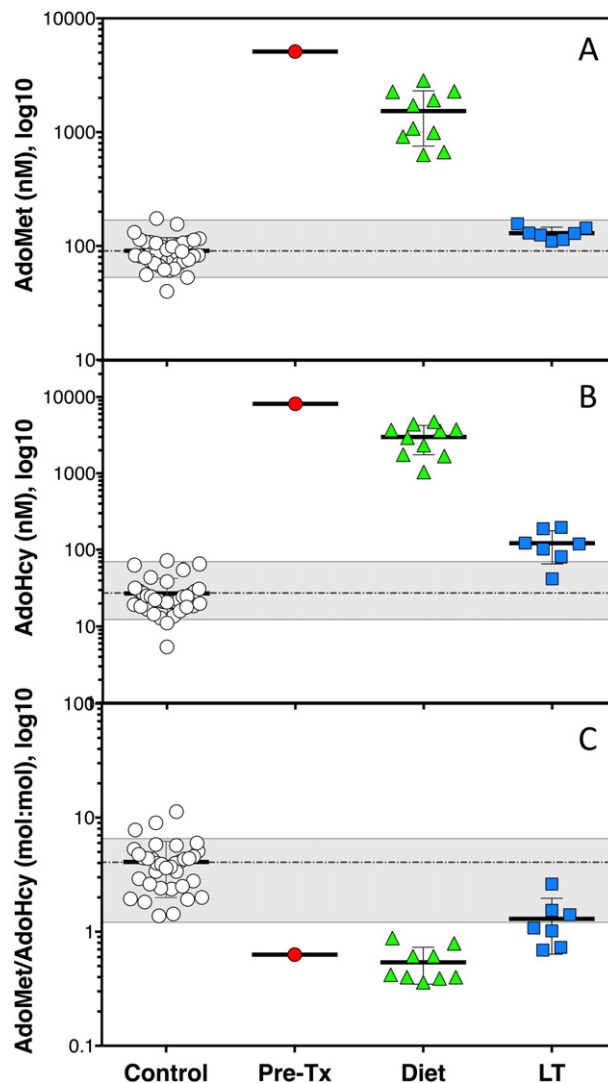 A
AdoMet (nM), log10
10000
1000
100
10
B
AdoHcy (nM), log10
10000
1000
100
10
1
C
AdoMet/AdoHcy (mol:mol), log10
100
10
1
0.1
Control Pre-Tx Diet LT